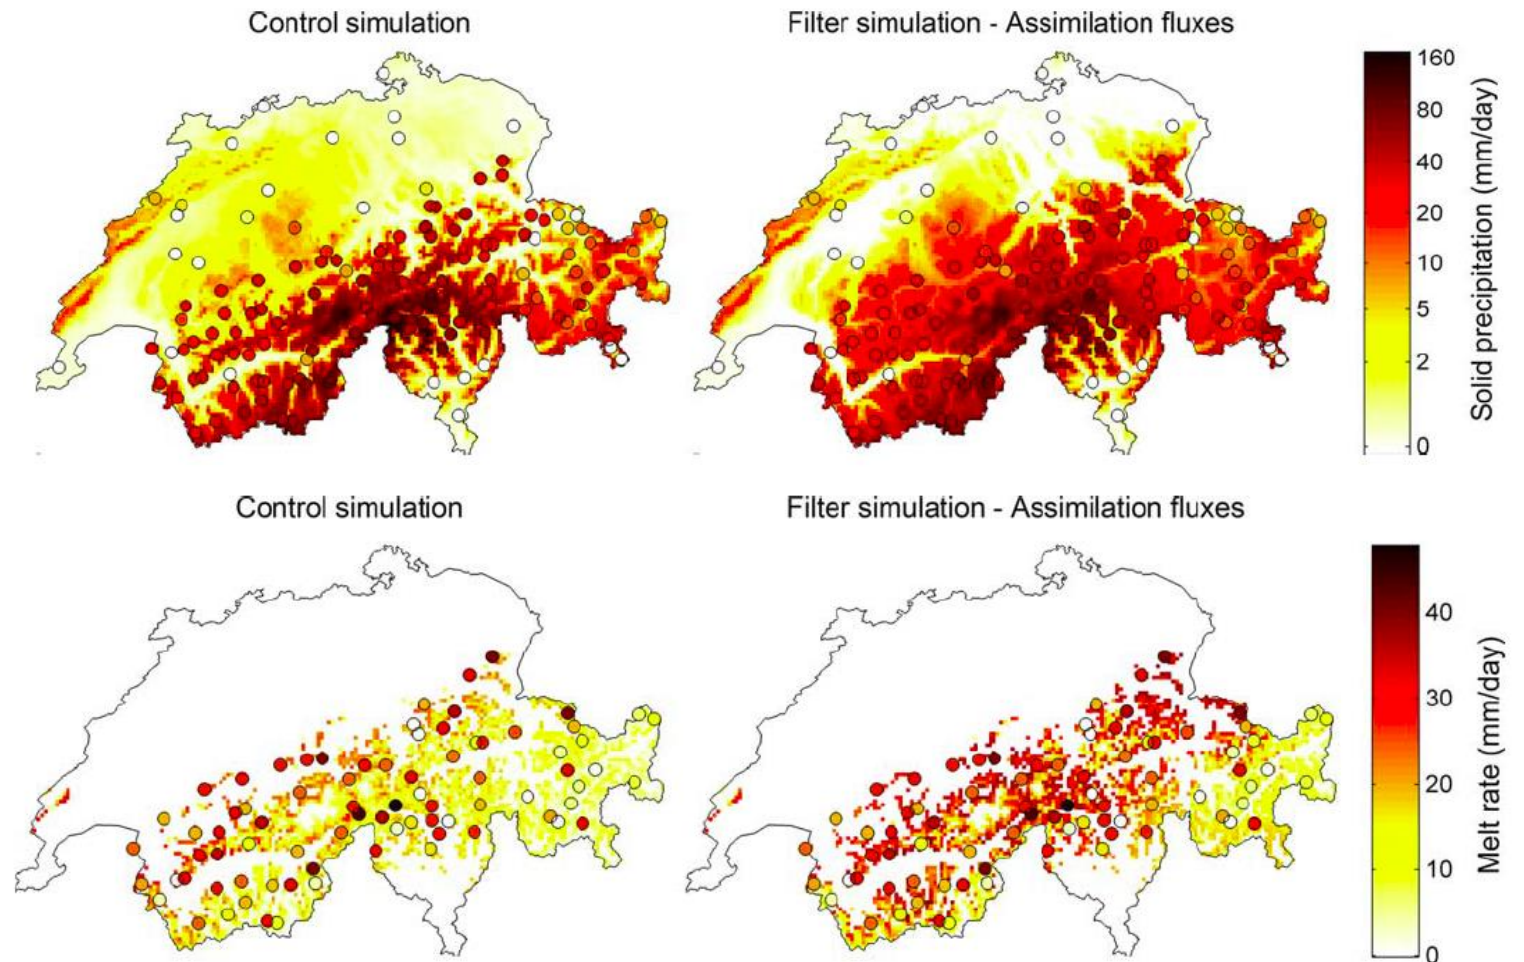 Control simulation
Filter simulation - Assimilation fluxes
160
80
40
20
10
5
2
0
Solid precipitation (mm/day)
Control simulation
Filter simulation - Assimilation fluxes
40
30
20
10
0
Melt rate (mm/day)